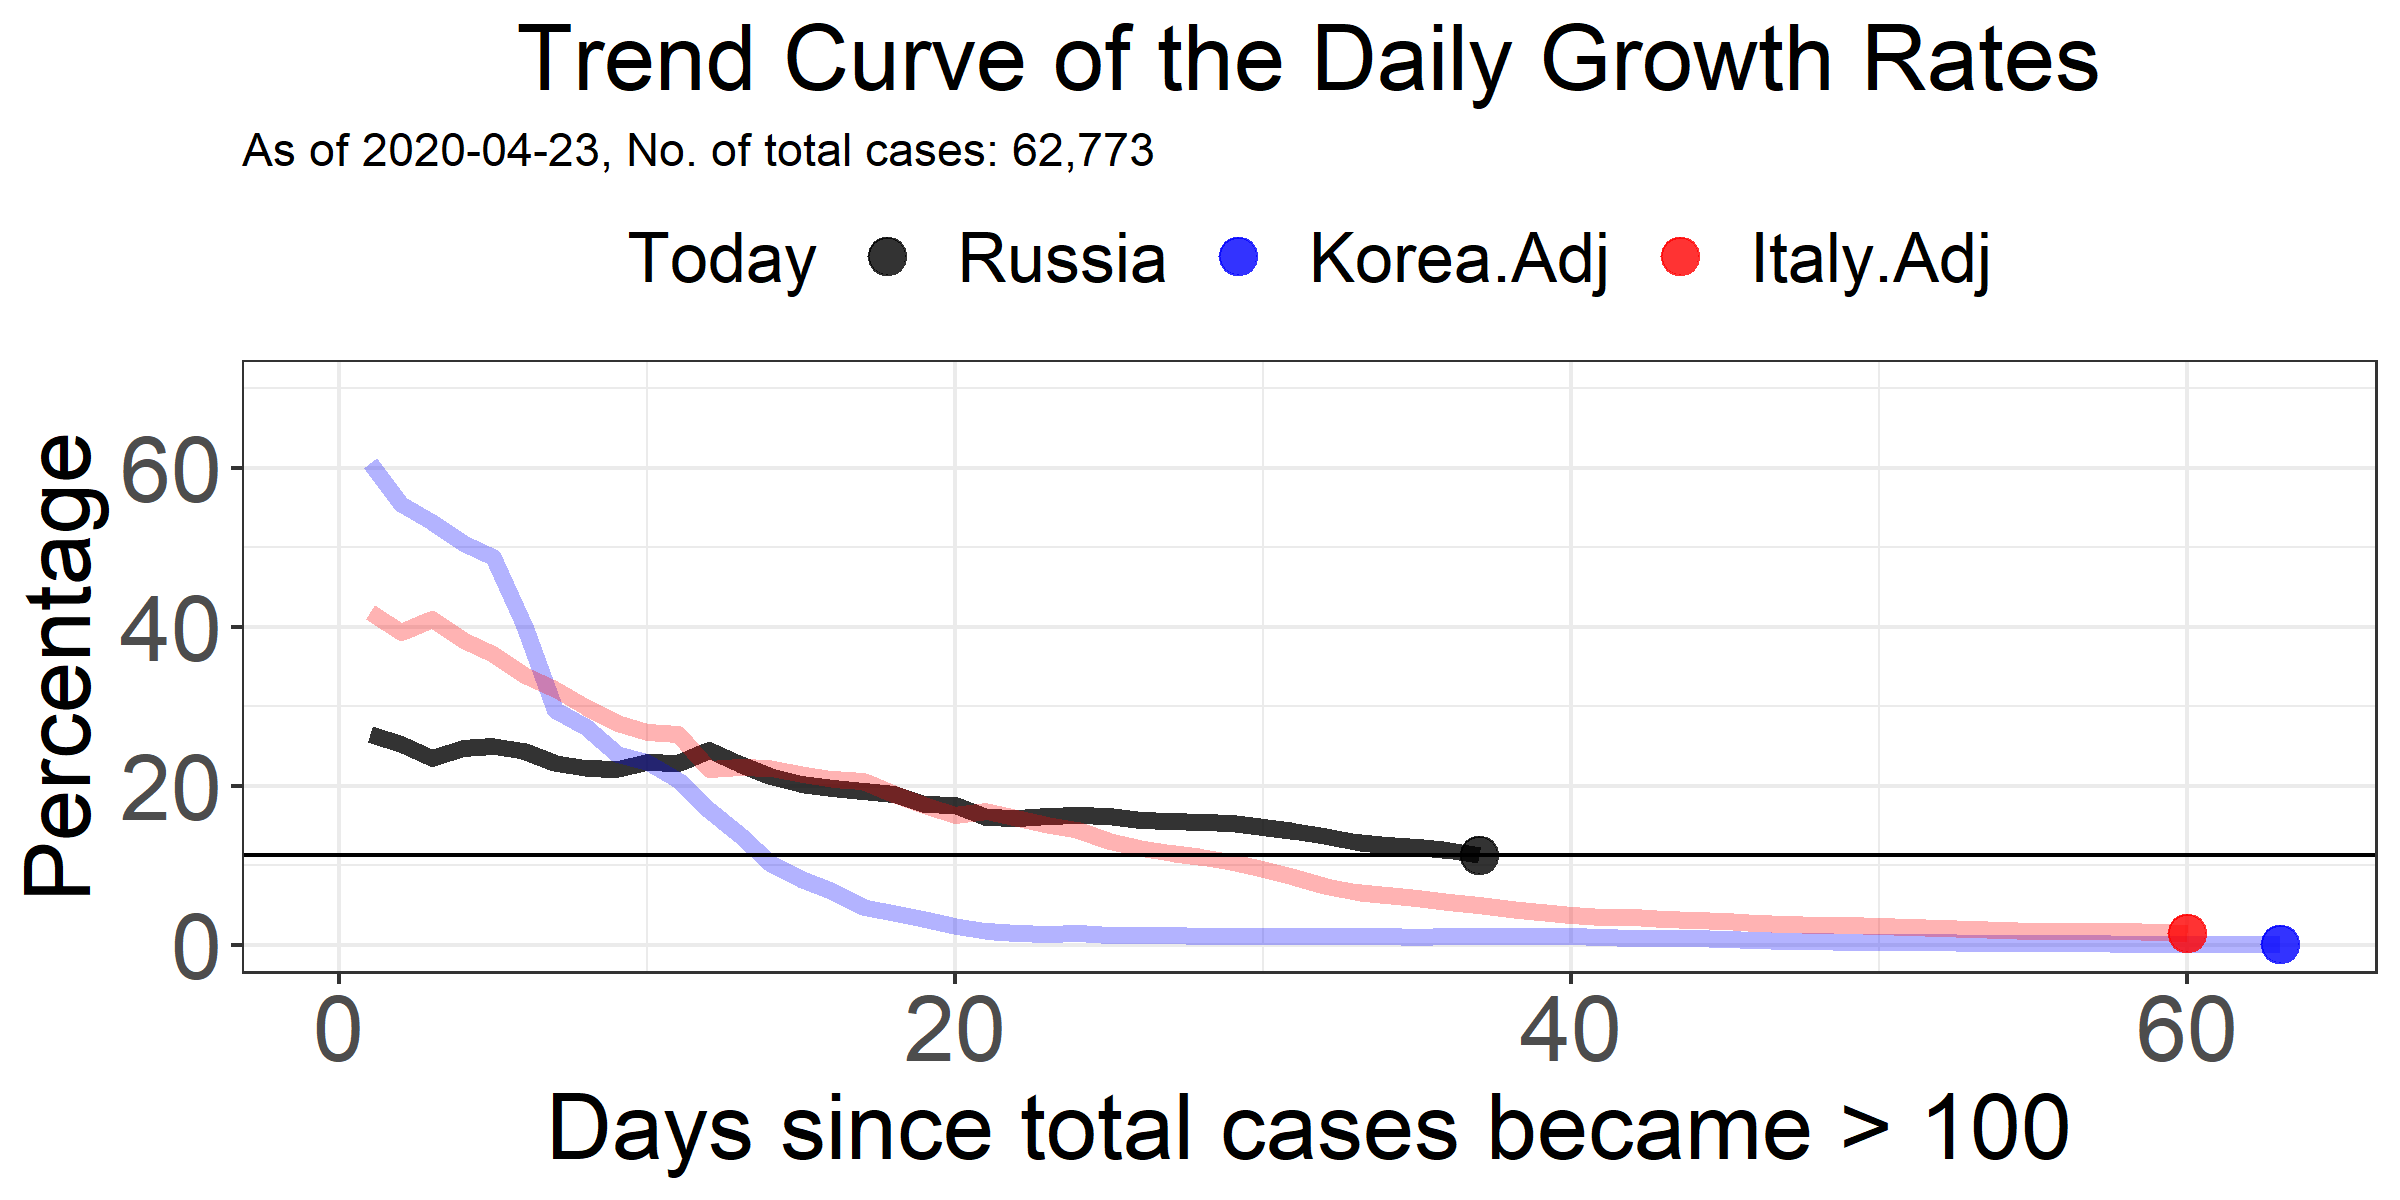 Trend Curve of the Daily Growth Rates
As of 2020-04-23, No. of total cases: 62,773
Today Russia Korea.Adj Italy.Adj
Percentage
60
40
20
0
0 20 40 60
Days since total cases became > 100